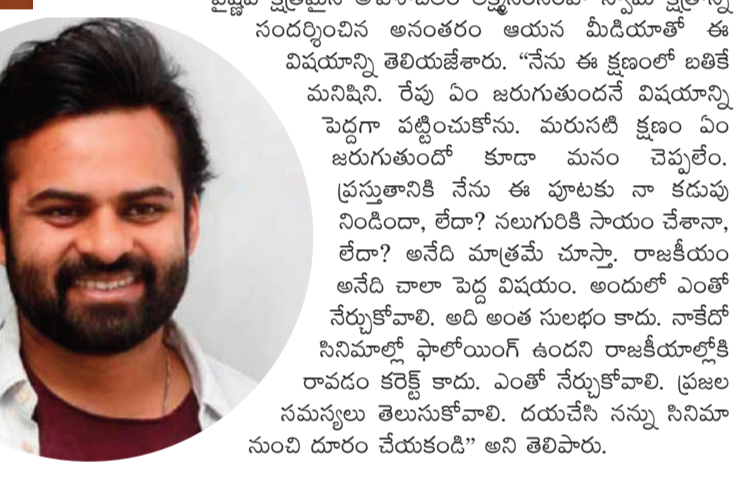 సందర్శించిన అనంతరం ఆయన మీడియాతో ఈ
విషయాన్ని తెలియజేశారు. “నేను ఈ క్షణంలో బతికే
మనిషిని. రేపు ఏం జరుగుతుందనే విషయాన్ని
పెద్దగా పట్టించుకోను. మరుసటి క్షణం ఏం
జరుగుతుందో కూడా మనం చెప్పలేం.
ప్రస్తుతానికి నేను ఈ పూటకు నా కడుపు
నిండిందా, లేదా? నలుగురికి సాయం చేశానా,
లేదా? అనేది మాత్రమే చూస్తా. రాజకీయం
అనేది చాలా పెద్ద విషయం. అందులో ఎంతో
నేర్చుకోవాలి. అది అంత సులభం కాదు. నాకేదో
సినిమాల్లో ఫాలోయింగ్ ఉందని రాజకీయాల్లోకి
రావడం కరెక్ట్ కాదు. ఎంతో నేర్చుకోవాలి. ప్రజల
సమస్యలు తెలుసుకోవాలి. దయచేసి నన్ను సినిమా
నుంచి దూరం చేయకండి” అని తెలిపారు.